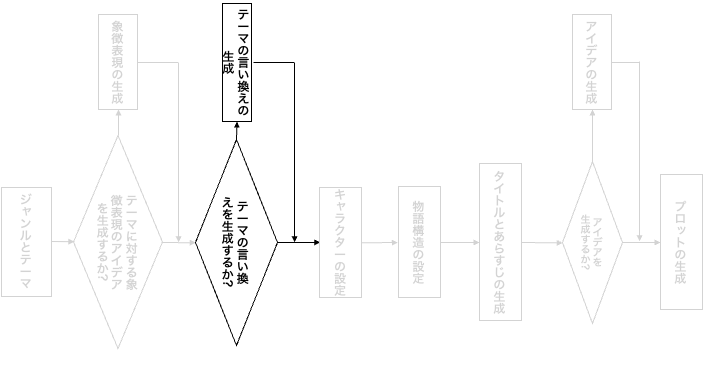 ジャンルとテーマ
象徴表現の生成
テーマに対する象
徴表現のアイデア
を生成するか?
テーマの言い換えの
生成
テーマの言い換
えを生成するか?
キャラクターの設定
物語構造の設定
タイトルとあらすじの生成
アイデアの生成
アイデアを
生成するか?
プロットの生成